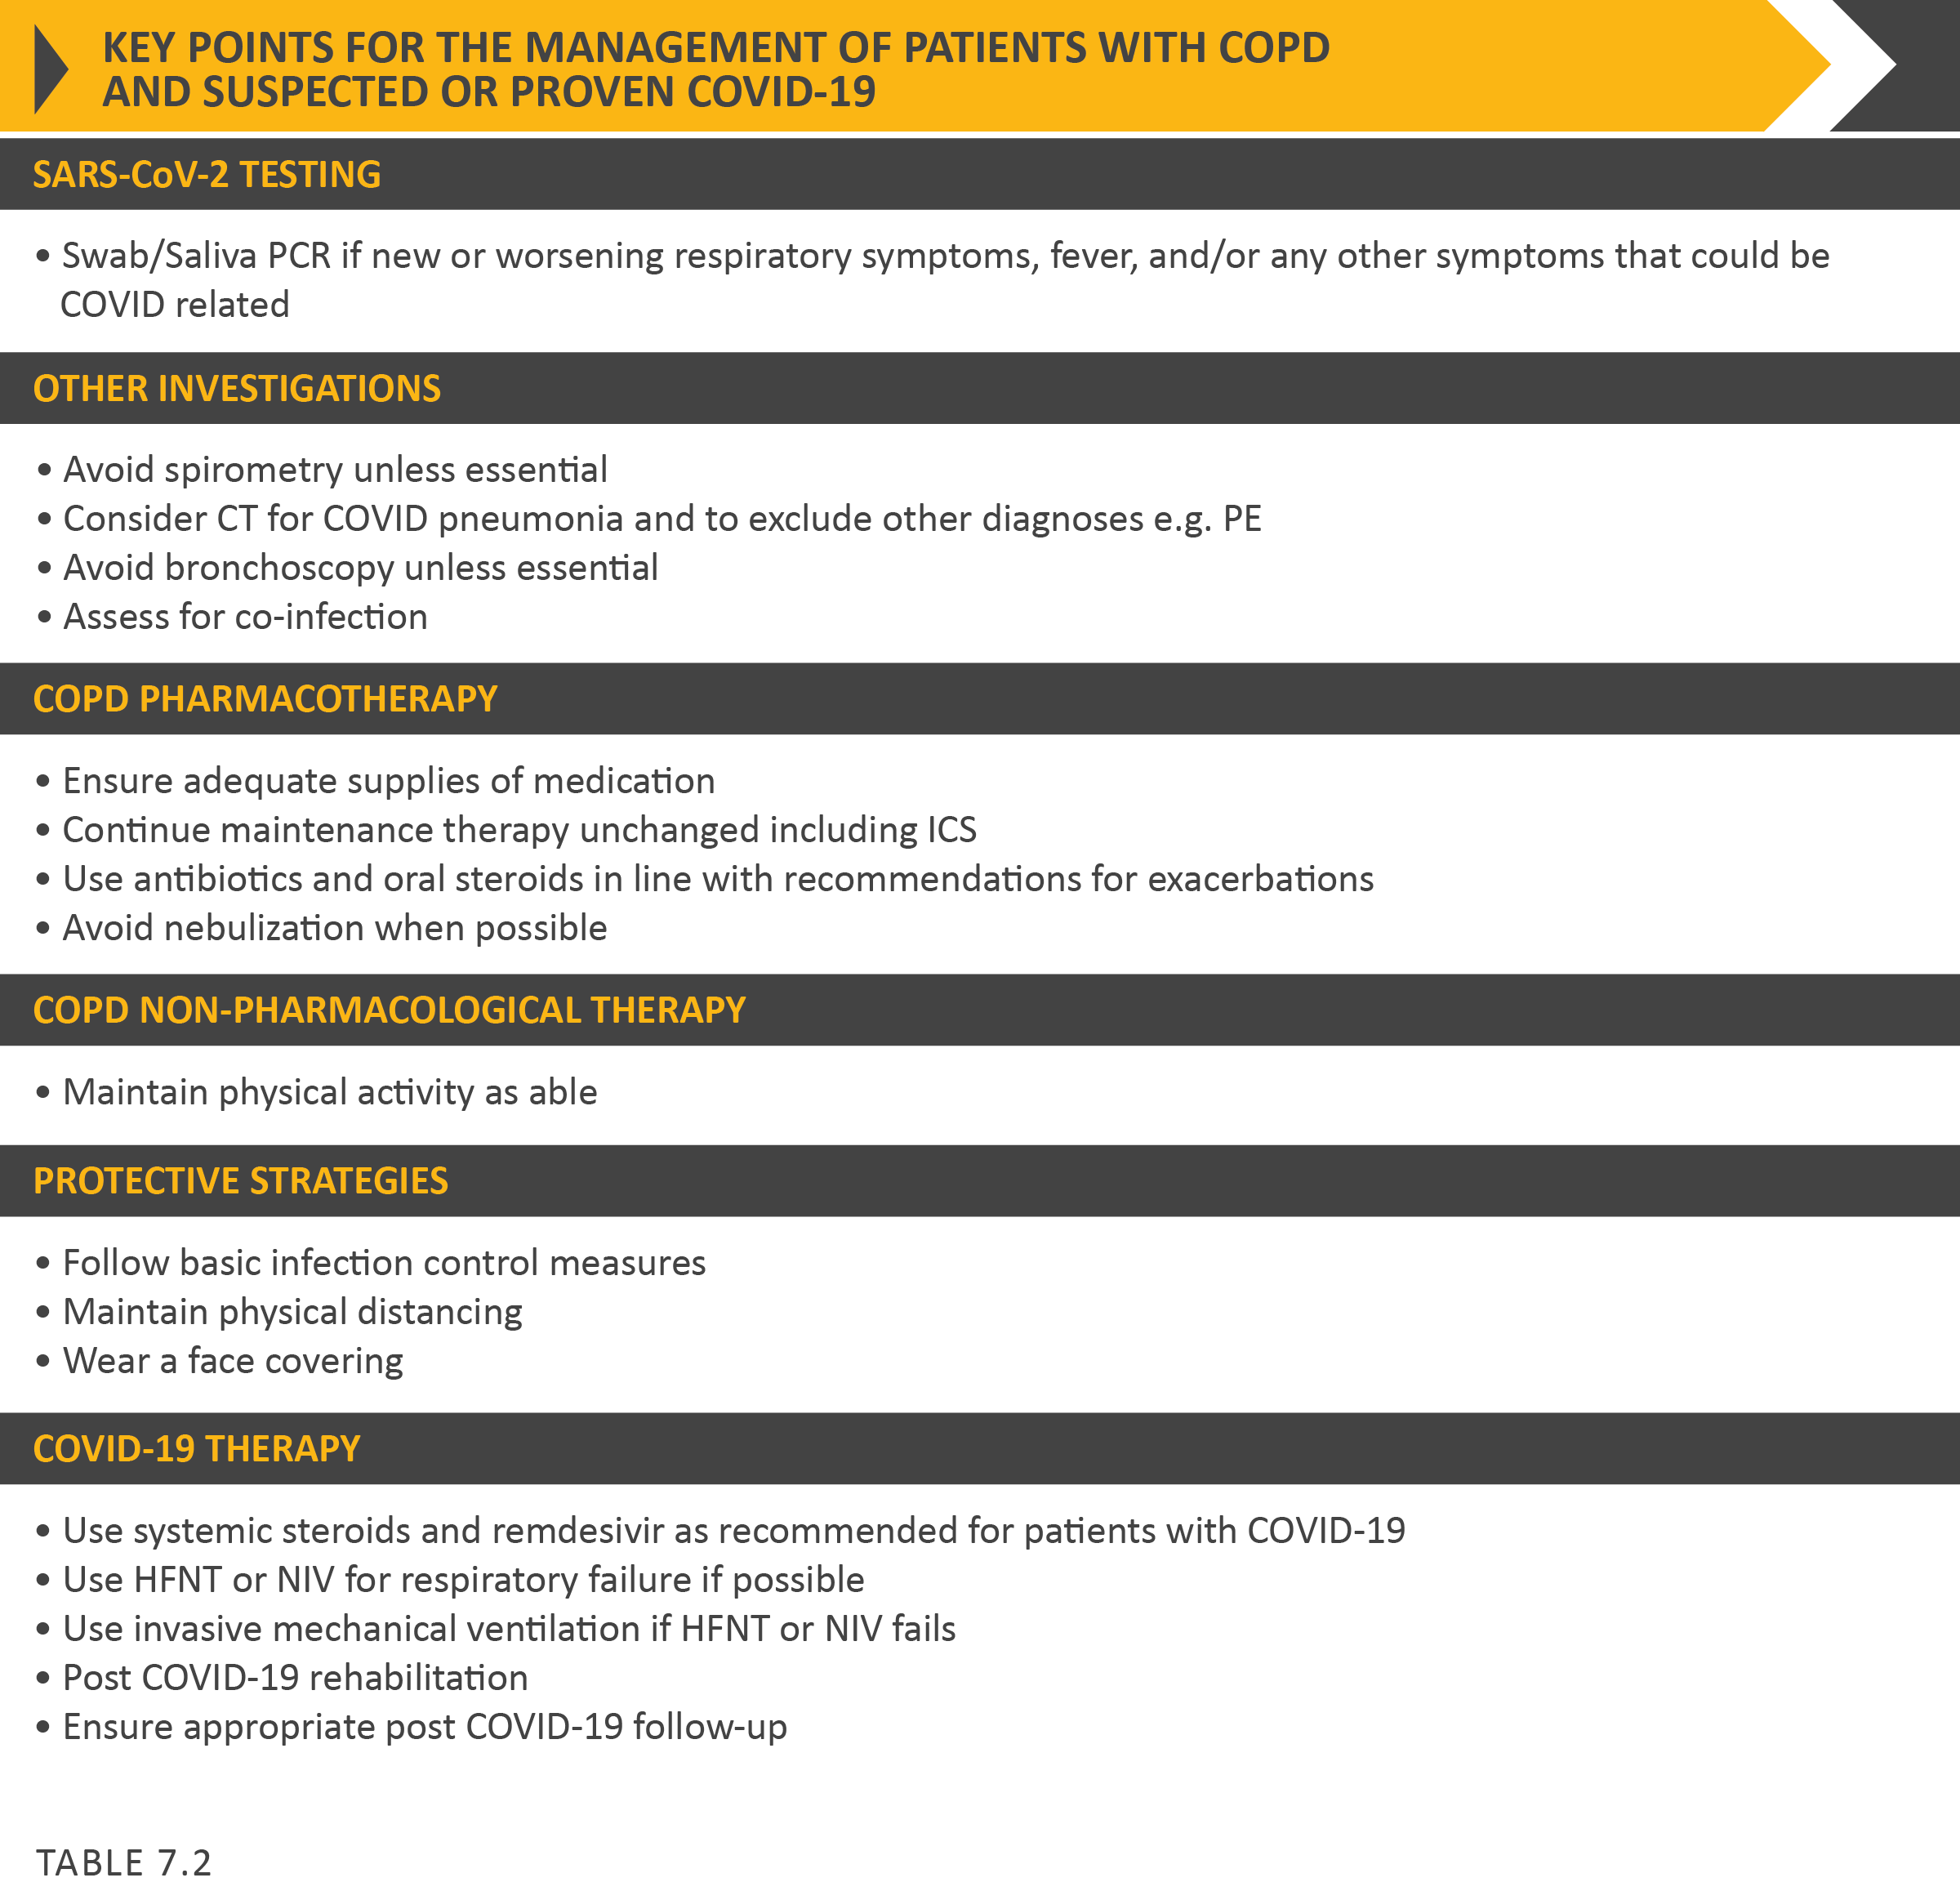 KEY POINTS FOR THE MANAGEMENT OF PATIENTS WITH COPD
AND SUSPECTED OR PROVEN COVID-19
SARS-CoV-2 TESTING
• Swab/Saliva PCR if new or worsening respiratory symptoms, fever, and/or any other symptoms that could be
COVID related
OTHER INVESTIGATIONS
• Avoid spirometry unless essential
• Consider CT for COVID pneumonia and to exclude other diagnoses e.g. PE
• Avoid bronchoscopy unless essential
• Assess for co-infection
COPD PHARMACOTHERAPY
• Ensure adequate supplies of medication
• Continue maintenance therapy unchanged including ICS
• Use antibiotics and oral steroids in line with recommendations for exacerbations
• Avoid nebulization when possible
COPD NON-PHARMACOLOGICAL THERAPY
• Maintain physical activity as able
PROTECTIVE STRATEGIES
• Follow basic infection control measures
• Maintain physical distancing
• Wear a face covering
COVID-19 THERAPY
• Use systemic steroids and remdesivir as recommended for patients with COVID-19
• Use HFNT or NIV for respiratory failure if possible
• Use invasive mechanical ventilation if HFNT or NIV fails
• Post COVID-19 rehabilitation
• Ensure appropriate post COVID-19 follow-up
TABLE 7.2